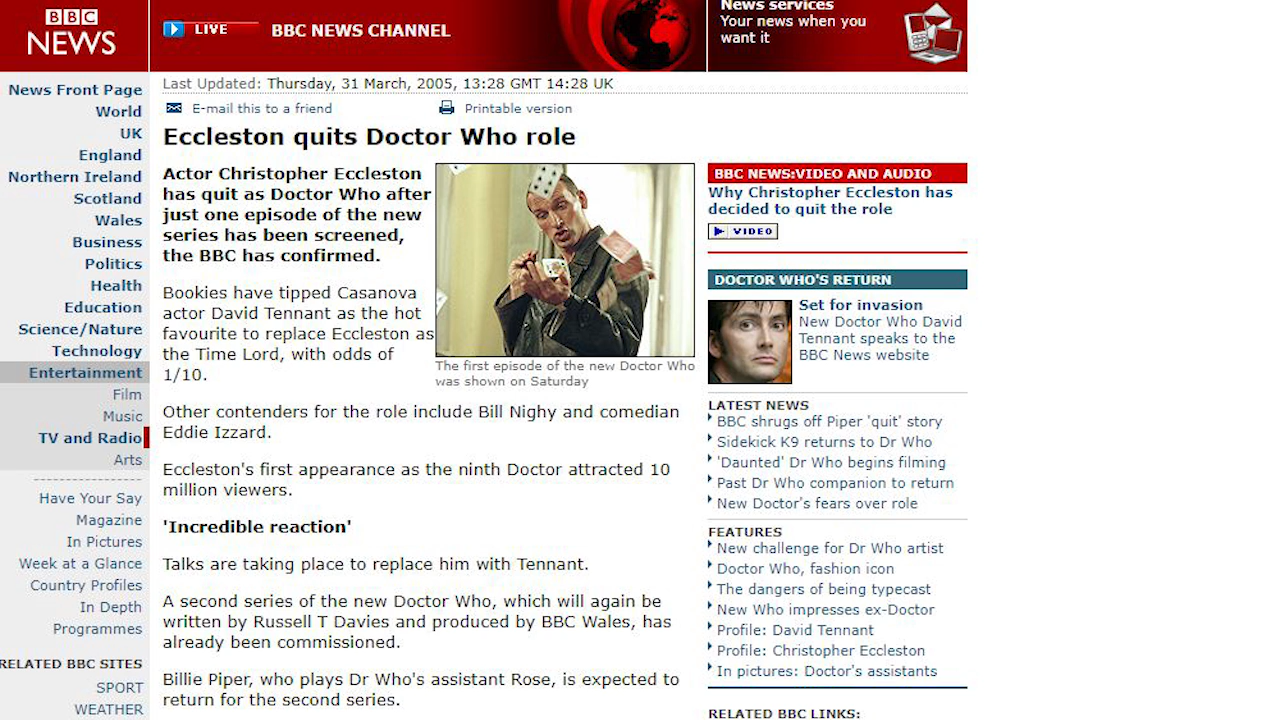 BBC
NEWS
LIVE
BBC NEWS CHANNEL
News services
Your news when you
want it
News Front Page
World
UK
England
Northern Ireland
Scotland
Wales
Business
Politics
Health
Education
Science/Nature
Technology
Entertainment
Film
Music
TV and Radio
Arts
Have Your Say
Magazine
In Pictures
Week at a Glance
Country Profiles
In Depth
Programmes
RELATED BBC SITES
SPORT
WEATHER
Last Updated: Thursday, 31 March, 2005, 13:28 GMT 14:28 UK
E-mail this to a friend
Printable version
Eccleston quits Doctor Who role
Actor Christopher Eccleston
has quit as Doctor Who after
just one episode of the new
series has been screened,
the BBC has confirmed.
Bookies have tipped Casanova
actor David Tennant as the hot
favourite to replace Eccleston as
the Time Lord, with odds of
1/10.
The first episode of the new Doctor Who
was shown on Saturday
Other contenders for the role include Bill Nighy and comedian
Eddie Izzard.
Eccleston's first appearance as the ninth Doctor attracted 10
million viewers.
'Incredible reaction'
Talks are taking place to replace him with Tennant.
A second series of the new Doctor Who, which will again be
written by Russell T Davies and produced by BBC Wales, has
already been commissioned.
Billie Piper, who plays Dr Who's assistant Rose, is expected to
return for the second series.
BBC NEWS:VIDEO AND AUDIO
Why Christopher Eccleston has
decided to quit the role
VIDEO
DOCTOR WHO'S RETURN
Set for invasion
New Doctor Who David
Tennant speaks to the
BBC News website
LATEST NEWS
BBC shrugs off Piper 'quit' story
Sidekick K9 returns to Dr Who
'Daunted' Dr Who begins filming
Past Dr Who companion to return
New Doctor's fears over role
FEATURES
New challenge for Dr Who artist
Doctor Who, fashion icon
The dangers of being typecast
New Who impresses ex-Doctor
Profile: David Tennant
Profile: Christopher Eccleston
In pictures: Doctor's assistants
RELATED BBC LINKS: